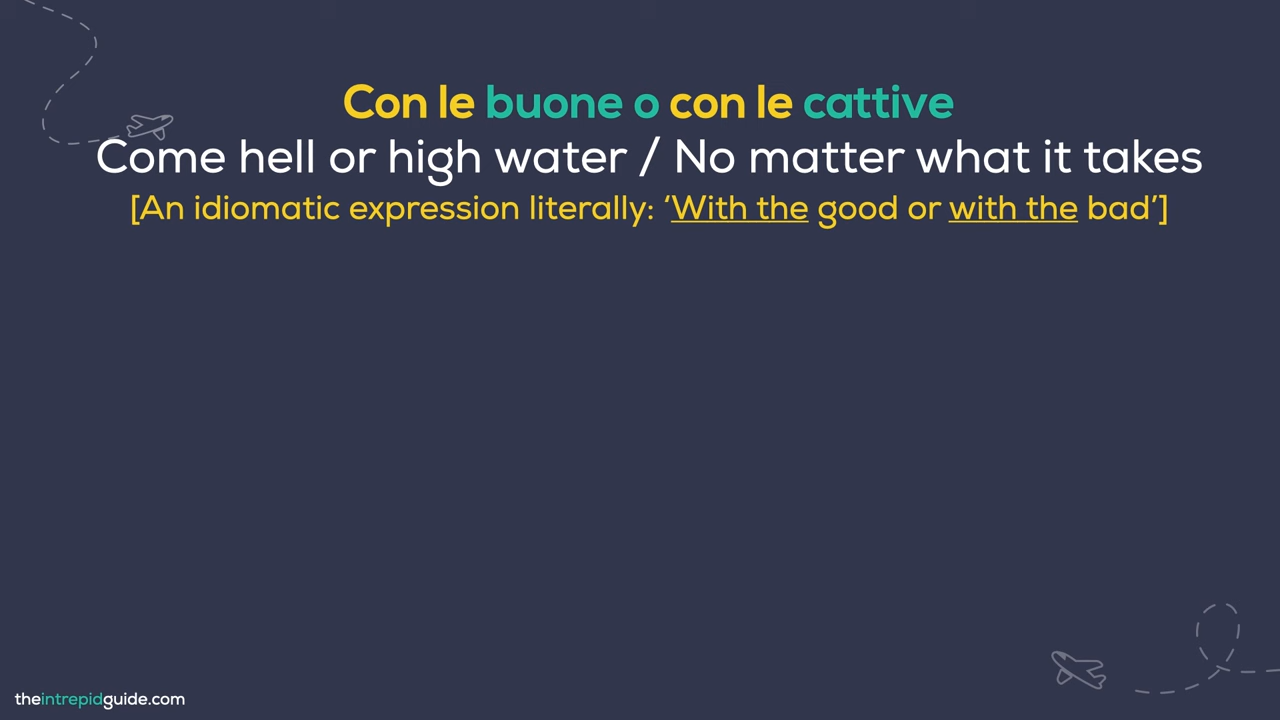 Con le buone o con le cattive
Come hell or high water / No matter what it takes
[An idiomatic expression literally: ‘With the good or with the bad’]
theintrepidguide.com